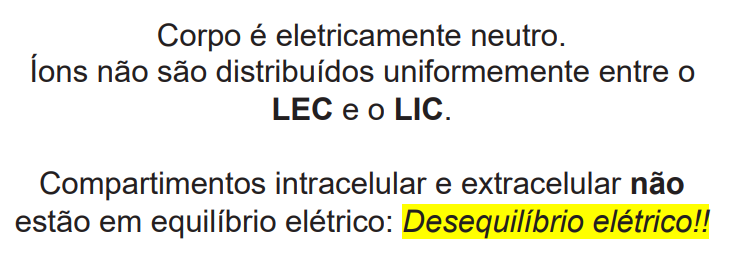 Corpo é eletricamente neutro.
Íons não são distribuídos uniformemente entre o
LEC e o LIC.
Compartimentos intracelular e extracelular não
estão em equilíbrio elétrico: Desequilíbrio elétrico!!